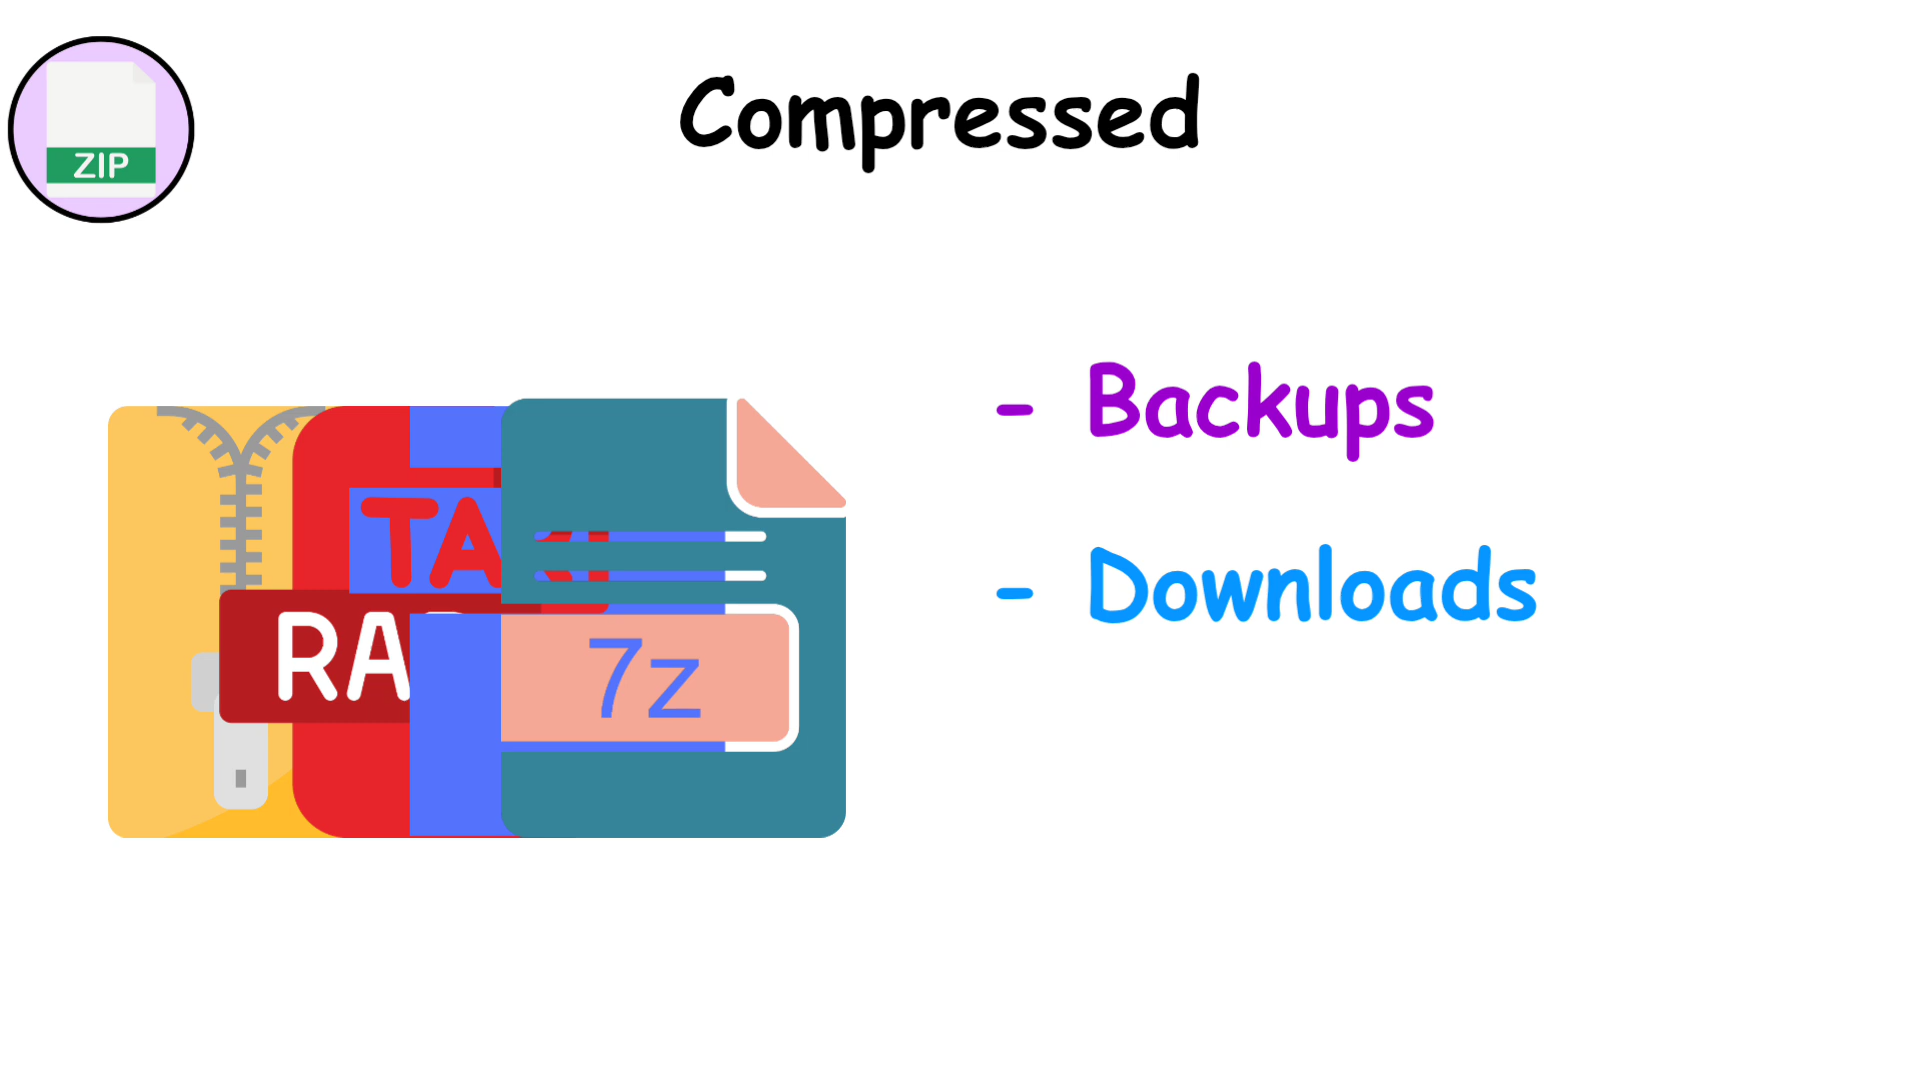 Compressed
ZIP
- Backups
- Downloads
TA
RA
7z